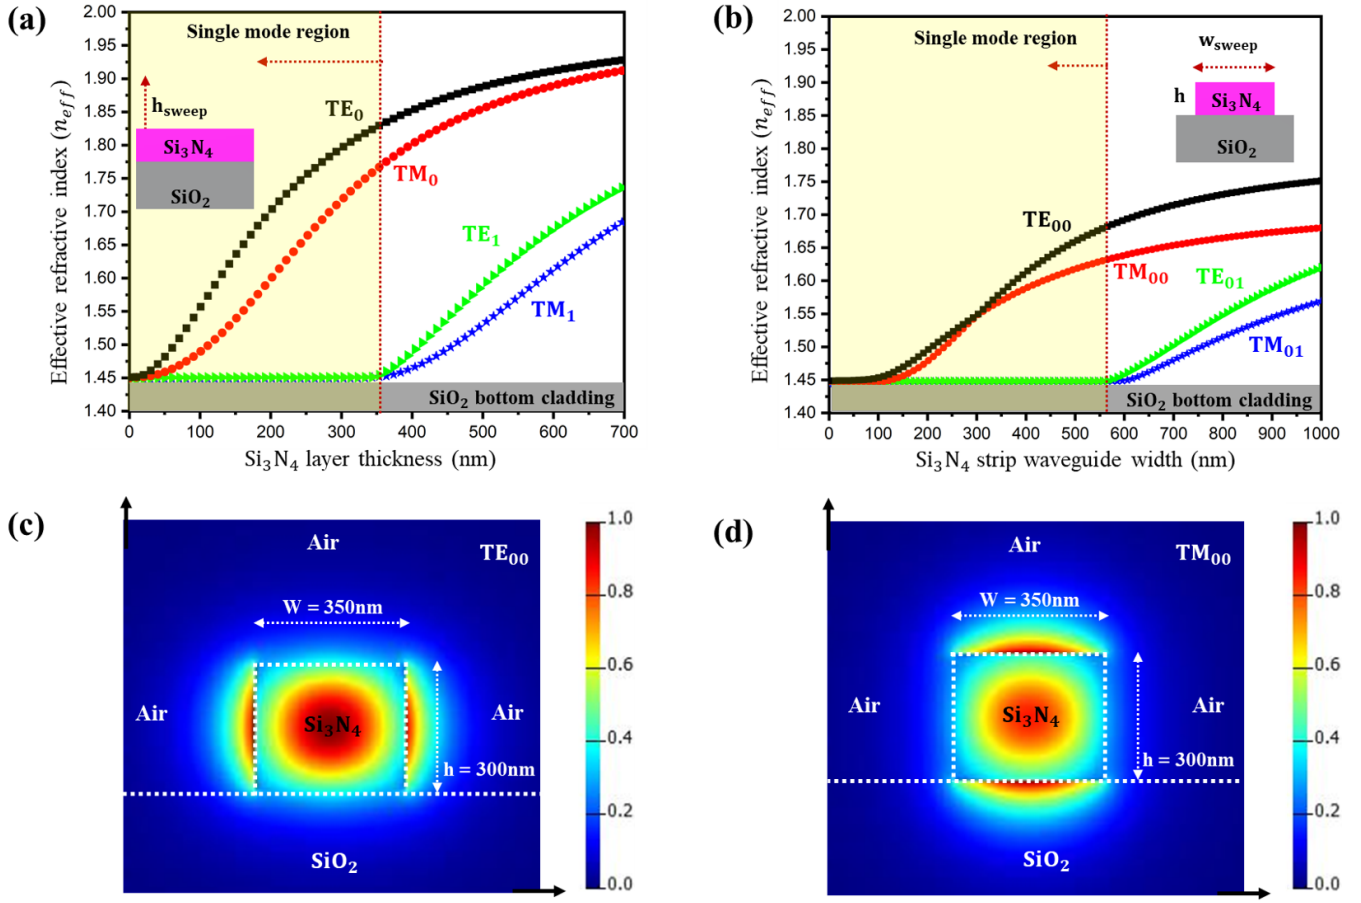 (a)
Effective refractive index (n_eff)
2.00
1.95
1.90
1.85
1.80
1.75
1.70
1.65
1.60
1.55
1.50
1.45
1.40
Single mode region
h_sweep
Si₃N₄
SiO₂
TE₀
TM₀
TE₁
TM₁
SiO₂ bottom cladding
0 100 200 300 400 500 600 700
Si₃N₄ layer thickness (nm)
(b)
Effective refractive index (n_eff)
2.00
1.95
1.90
1.85
1.80
1.75
1.70
1.65
1.60
1.55
1.50
1.45
1.40
Single mode region
w_sweep
h
Si₃N₄
SiO₂
TE₀₀
TM₀₀
TE₀₁
TM₀₁
SiO₂ bottom cladding
0 100 200 300 400 500 600 700 800 900 1000
Si₃N₄ strip waveguide width (nm)
(c)
Air
TE₀₀
W = 350nm
Air
Si₃N₄
Air
h = 300nm
SiO₂
1.0
0.8
0.6
0.4
0.2
0.0
(d)
Air
TM₀₀
W = 350nm
Air
Si₃N₄
Air
h = 300nm
SiO₂
1.0
0.8
0.6
0.4
0.2
0.0